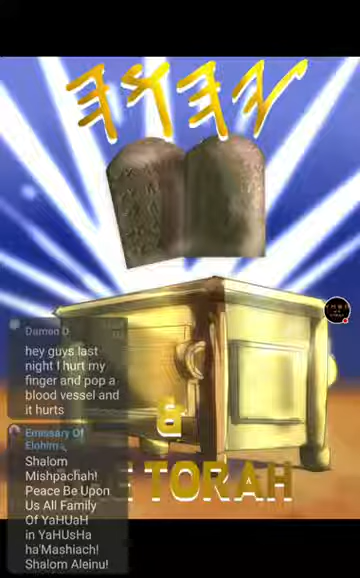 𐤉𐤄𐤅𐤄
&
TORAH
Damen D
hey guys last
night I hurt my
finger and pop a
blood vessel and
it hurts
Emissary Of
Elohim
Shalom
Mishpachah!
Peace Be Upon
Us All Family
Of YaHUaH
in YaHUsHa
ha'Mashiach!
Shalom Aleinu!